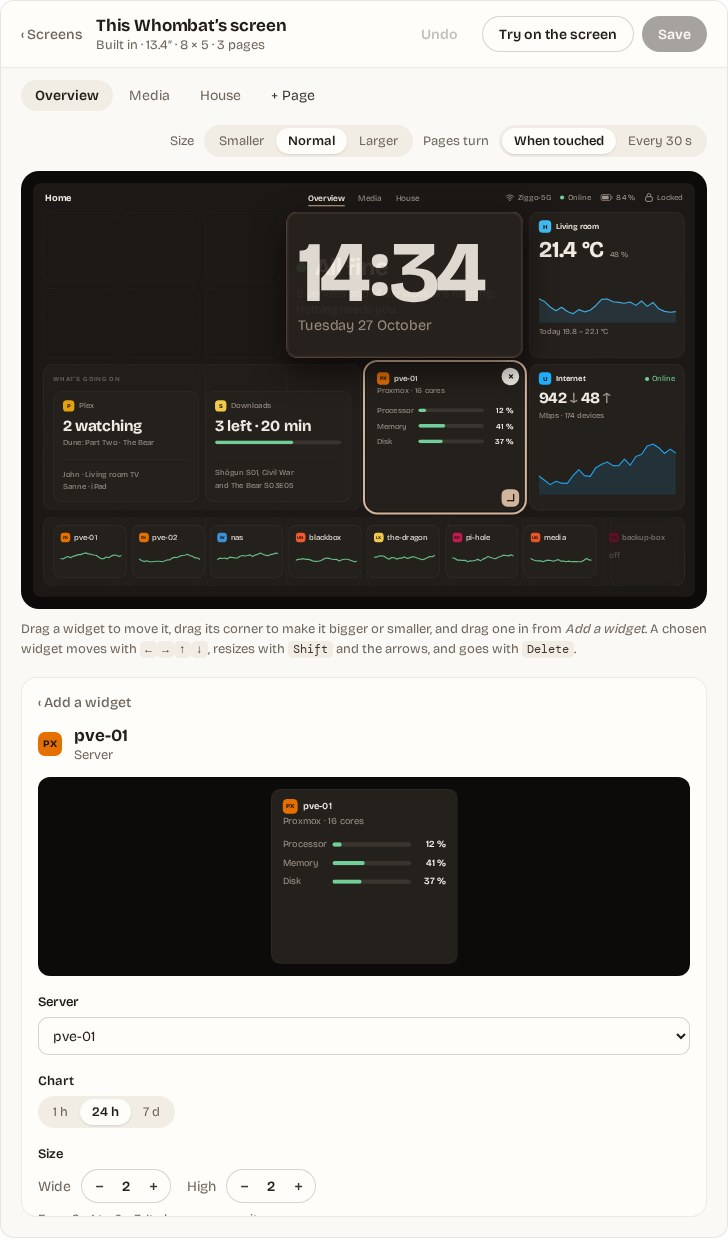 ‹ Screens
This Whombat's screen
Built in · 13.4" · 8 × 5 · 3 pages
Undo
Try on the screen
Save
Overview
Media
House
+ Page
Size
Smaller
Normal
Larger
Pages turn
When touched
Every 30 s
Home
Overview
Media
House
Ziggo-5G
Online
84 %
Locked
14:34
Tuesday 27 October
H Living room
21.4 °C 48 %
Today 19.8 – 22.1 °C
WHAT'S GOING ON
P Plex
2 watching
Dune: Part Two · The Bear
John · Living room TV
Sanne · iPad
S Downloads
3 left · 20 min
Shōgun S01, Civil War
and The Bear S03E05
PX pve-01
×
Proxmox · 16 cores
Processor 12 %
Memory 41 %
Disk 37 %
U Internet
Online
942 ↓ 48 ↑
Mbps · 174 devices
pve-01
pve-02
nas
blackbox
the-dragon
pi-hole
media
backup-box
off
Drag a widget to move it, drag its corner to make it bigger or smaller, and drag one in from Add a widget. A chosen
widget moves with ← → ↑ ↓, resizes with Shift and the arrows, and goes with Delete.
‹ Add a widget
PX
pve-01
Server
PX pve-01
Proxmox · 16 cores
Processor 12 %
Memory 41 %
Disk 37 %
Server
pve-01
Chart
1 h
24 h
7 d
Size
Wide − 2 + High − 2 +